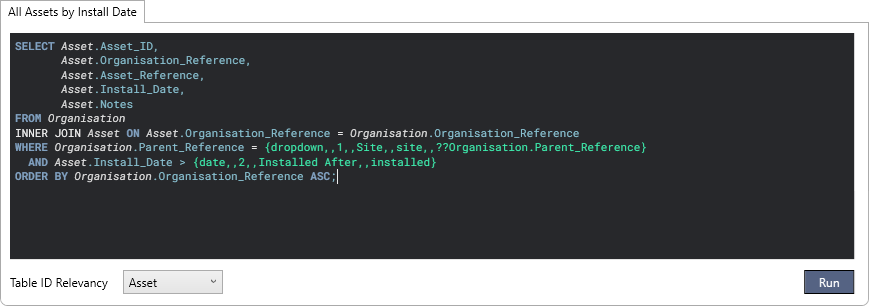 All Assets by Install Date
SELECT Asset.Asset_ID,
Asset.Organisation_Reference,
Asset.Asset_Reference,
Asset.Install_Date,
Asset.Notes
FROM Organisation
INNER JOIN Asset ON Asset.Organisation_Reference = Organisation.Organisation_Reference
WHERE Organisation.Parent_Reference = {dropdown,,1,,Site,,site,,??Organisation.Parent_Reference}
AND Asset.Install_Date > {date,,2,,Installed After,,installed}
ORDER BY Organisation.Organisation_Reference ASC;
Table ID Relevancy
Asset
Run